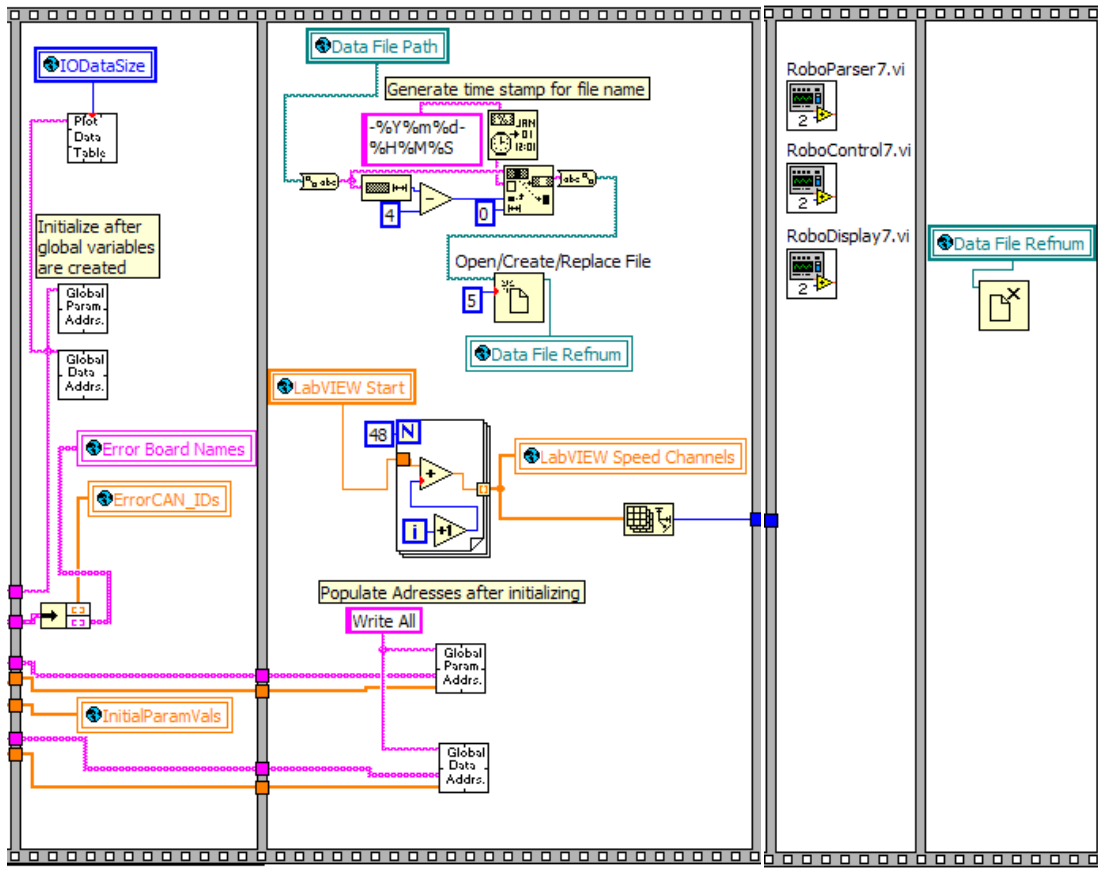 IODataSize
Plot
Data
Table
Initialize after
global variables
are created
Global
Param
Addrs.
Global
Data
Addrs.
Error Board Names
ErrorCAN_IDs
InitialParamVals
Data File Path
Generate time stamp for file name
-%Y%m%d-
%H%M%S
JAN
01
12:01
abc
abc
4
0
Open/Create/Replace File
5
Data File Refnum
LabVIEW Start
48
N
LabVIEW Speed Channels
+
i
+1
Populate Adresses after initializing
Write All
Global
Param
Addrs.
Global
Data
Addrs.
RoboParser7.vi
2
RoboControl7.vi
2
RoboDisplay7.vi
2
Data File Refnum